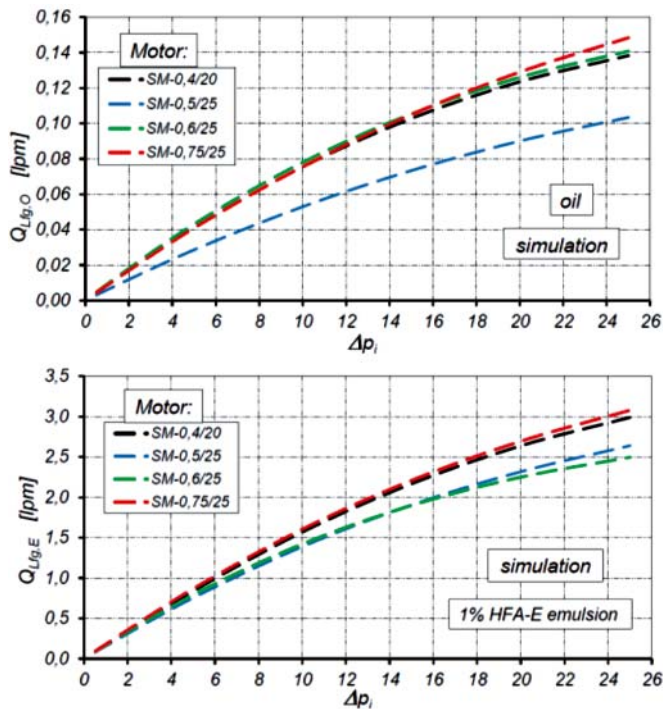 0,16
0,14
0,12
0,10
0,08
0,06
0,04
0,02
0,00
Q_Lfg.O [lpm]
Motor:
SM-0,4/20
SM-0,5/25
SM-0,6/25
SM-0,75/25
oil
simulation
0 2 4 6 8 10 12 14 16 18 20 22 24 26
Δp_i
3,5
3,0
2,5
2,0
1,5
1,0
0,5
0,0
Q_Lfg.E [lpm]
Motor:
SM-0,4/20
SM-0,5/25
SM-0,6/25
SM-0,75/25
simulation
1% HFA-E emulsion
0 2 4 6 8 10 12 14 16 18 20 22 24 26
Δp_i